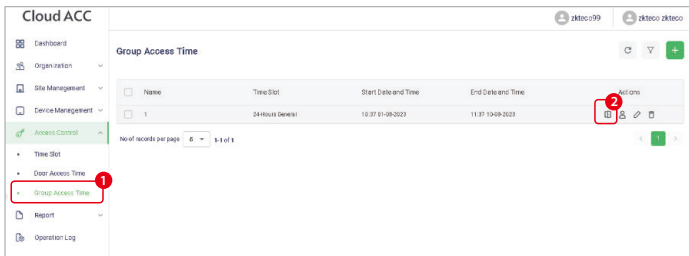 Cloud ACC
zkteco99
zkteco zkteco
Dashboard
Group Access Time
Organization
Site Management
Name
Time Slot
Start Date and Time
End Date and Time
Actions
2
Device Management
1
24-Hours General
10:37 01-08-2023
11:37 10-08-2023
Access Control
No of records per page
6
1-1 of 1
1
Time Slot
Door Access Time
1
Group Access Time
Report
Operation Log